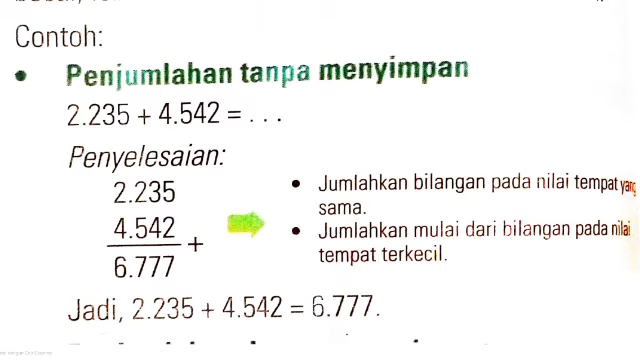 Contoh:
• Penjumlahan tanpa menyimpan
2.235 + 4.542 = . . .
Penyelesaian:
2.235
4.542 +
6.777
• Jumlahkan bilangan pada nilai tempat yang
sama.
• Jumlahkan mulai dari bilangan pada nilai
tempat terkecil.
Jadi, 2.235 + 4.542 = 6.777.